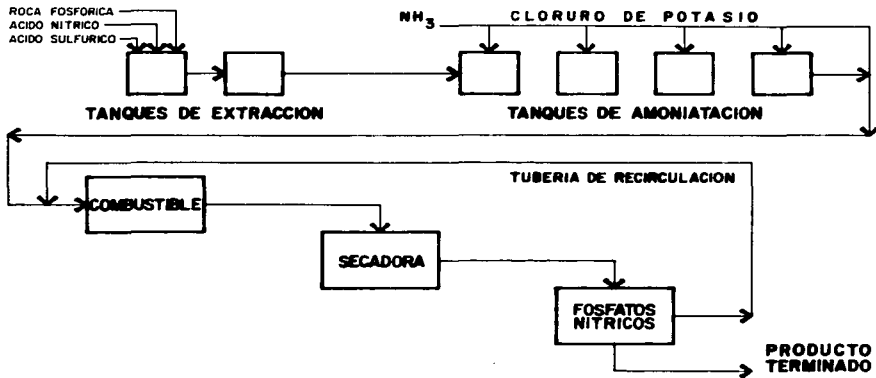 ROCA FOSFORICA
ACIDO NITRICO
ACIDO SULFURICO
NH3 CLORURO DE POTASIO
TANQUES DE EXTRACCION
TANQUES DE AMONIATACION
TUBERIA DE RECIRCULACION
COMBUSTIBLE
SECADORA
FOSFATOS
NITRICOS
PRODUCTO
TERMINADO